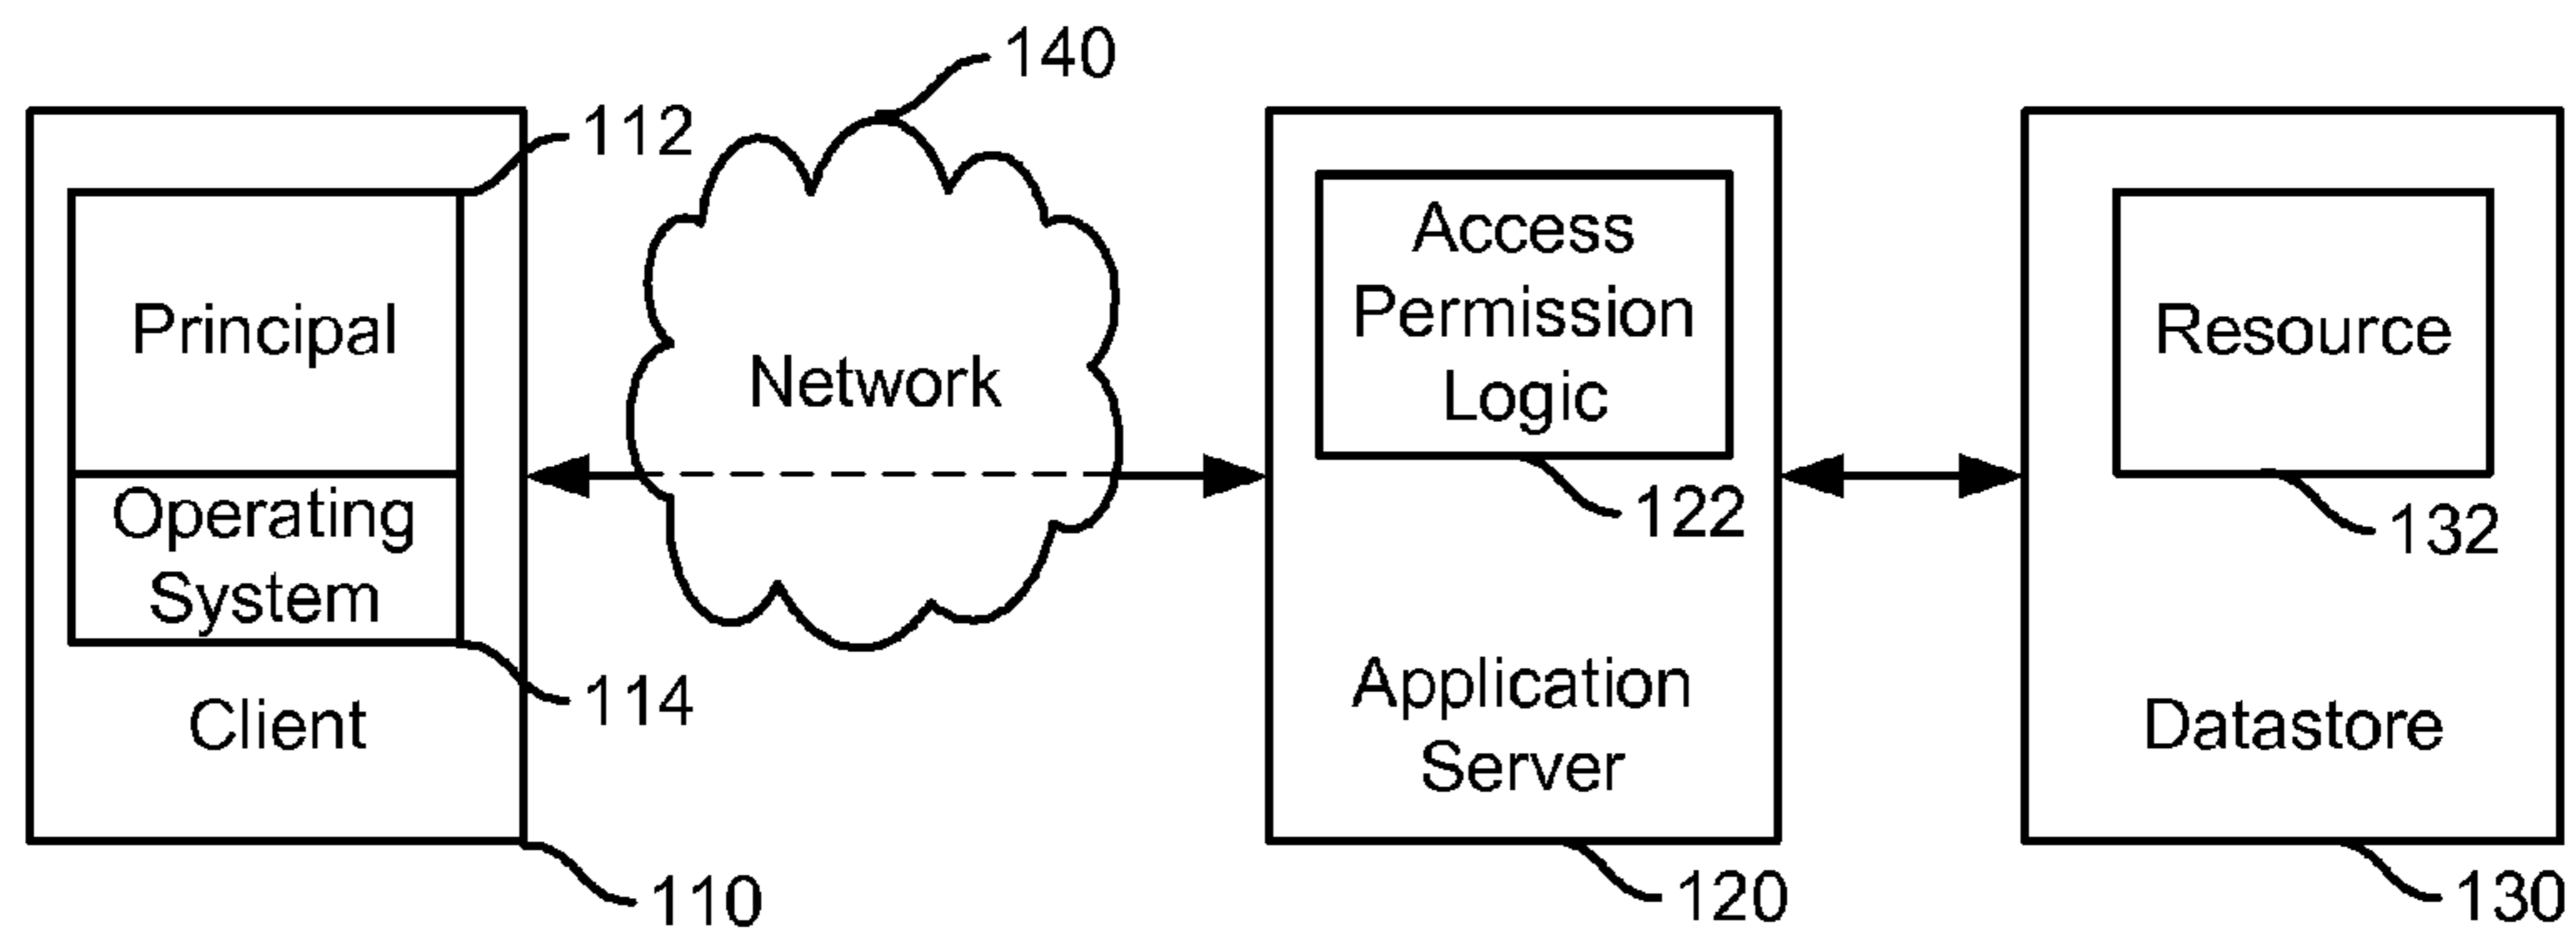 140
112
Principal
Operating
System
114
Client
110
Network
Access
Permission
Logic
122
Application
Server
120
Resource
132
Datastore
130